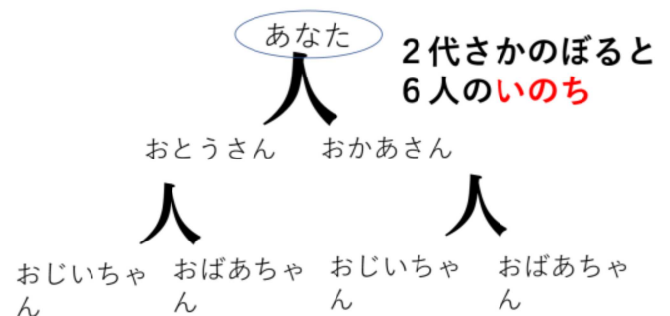 あなた
2代さかのぼると
6人のいのち
人
おとうさん おかあさん
人 人
おじいちゃ
ん
おばあちゃ
ん
おじいちゃ
ん
おばあちゃ
ん